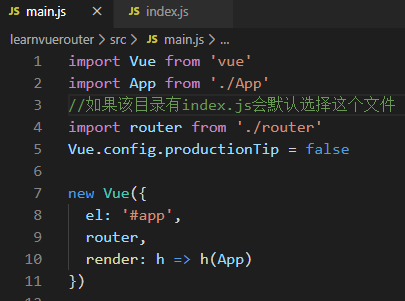 JS main.js
JS index.js
learnvuerouter > src > JS main.js > ...
1 import Vue from 'vue'
2 import App from './App'
3 //如果该目录有index.js会默认选择这个文件
4 import router from './router'
5 Vue.config.productionTip = false
6
7 new Vue({
8 el: '#app',
9 router,
10 render: h => h(App)
11 })